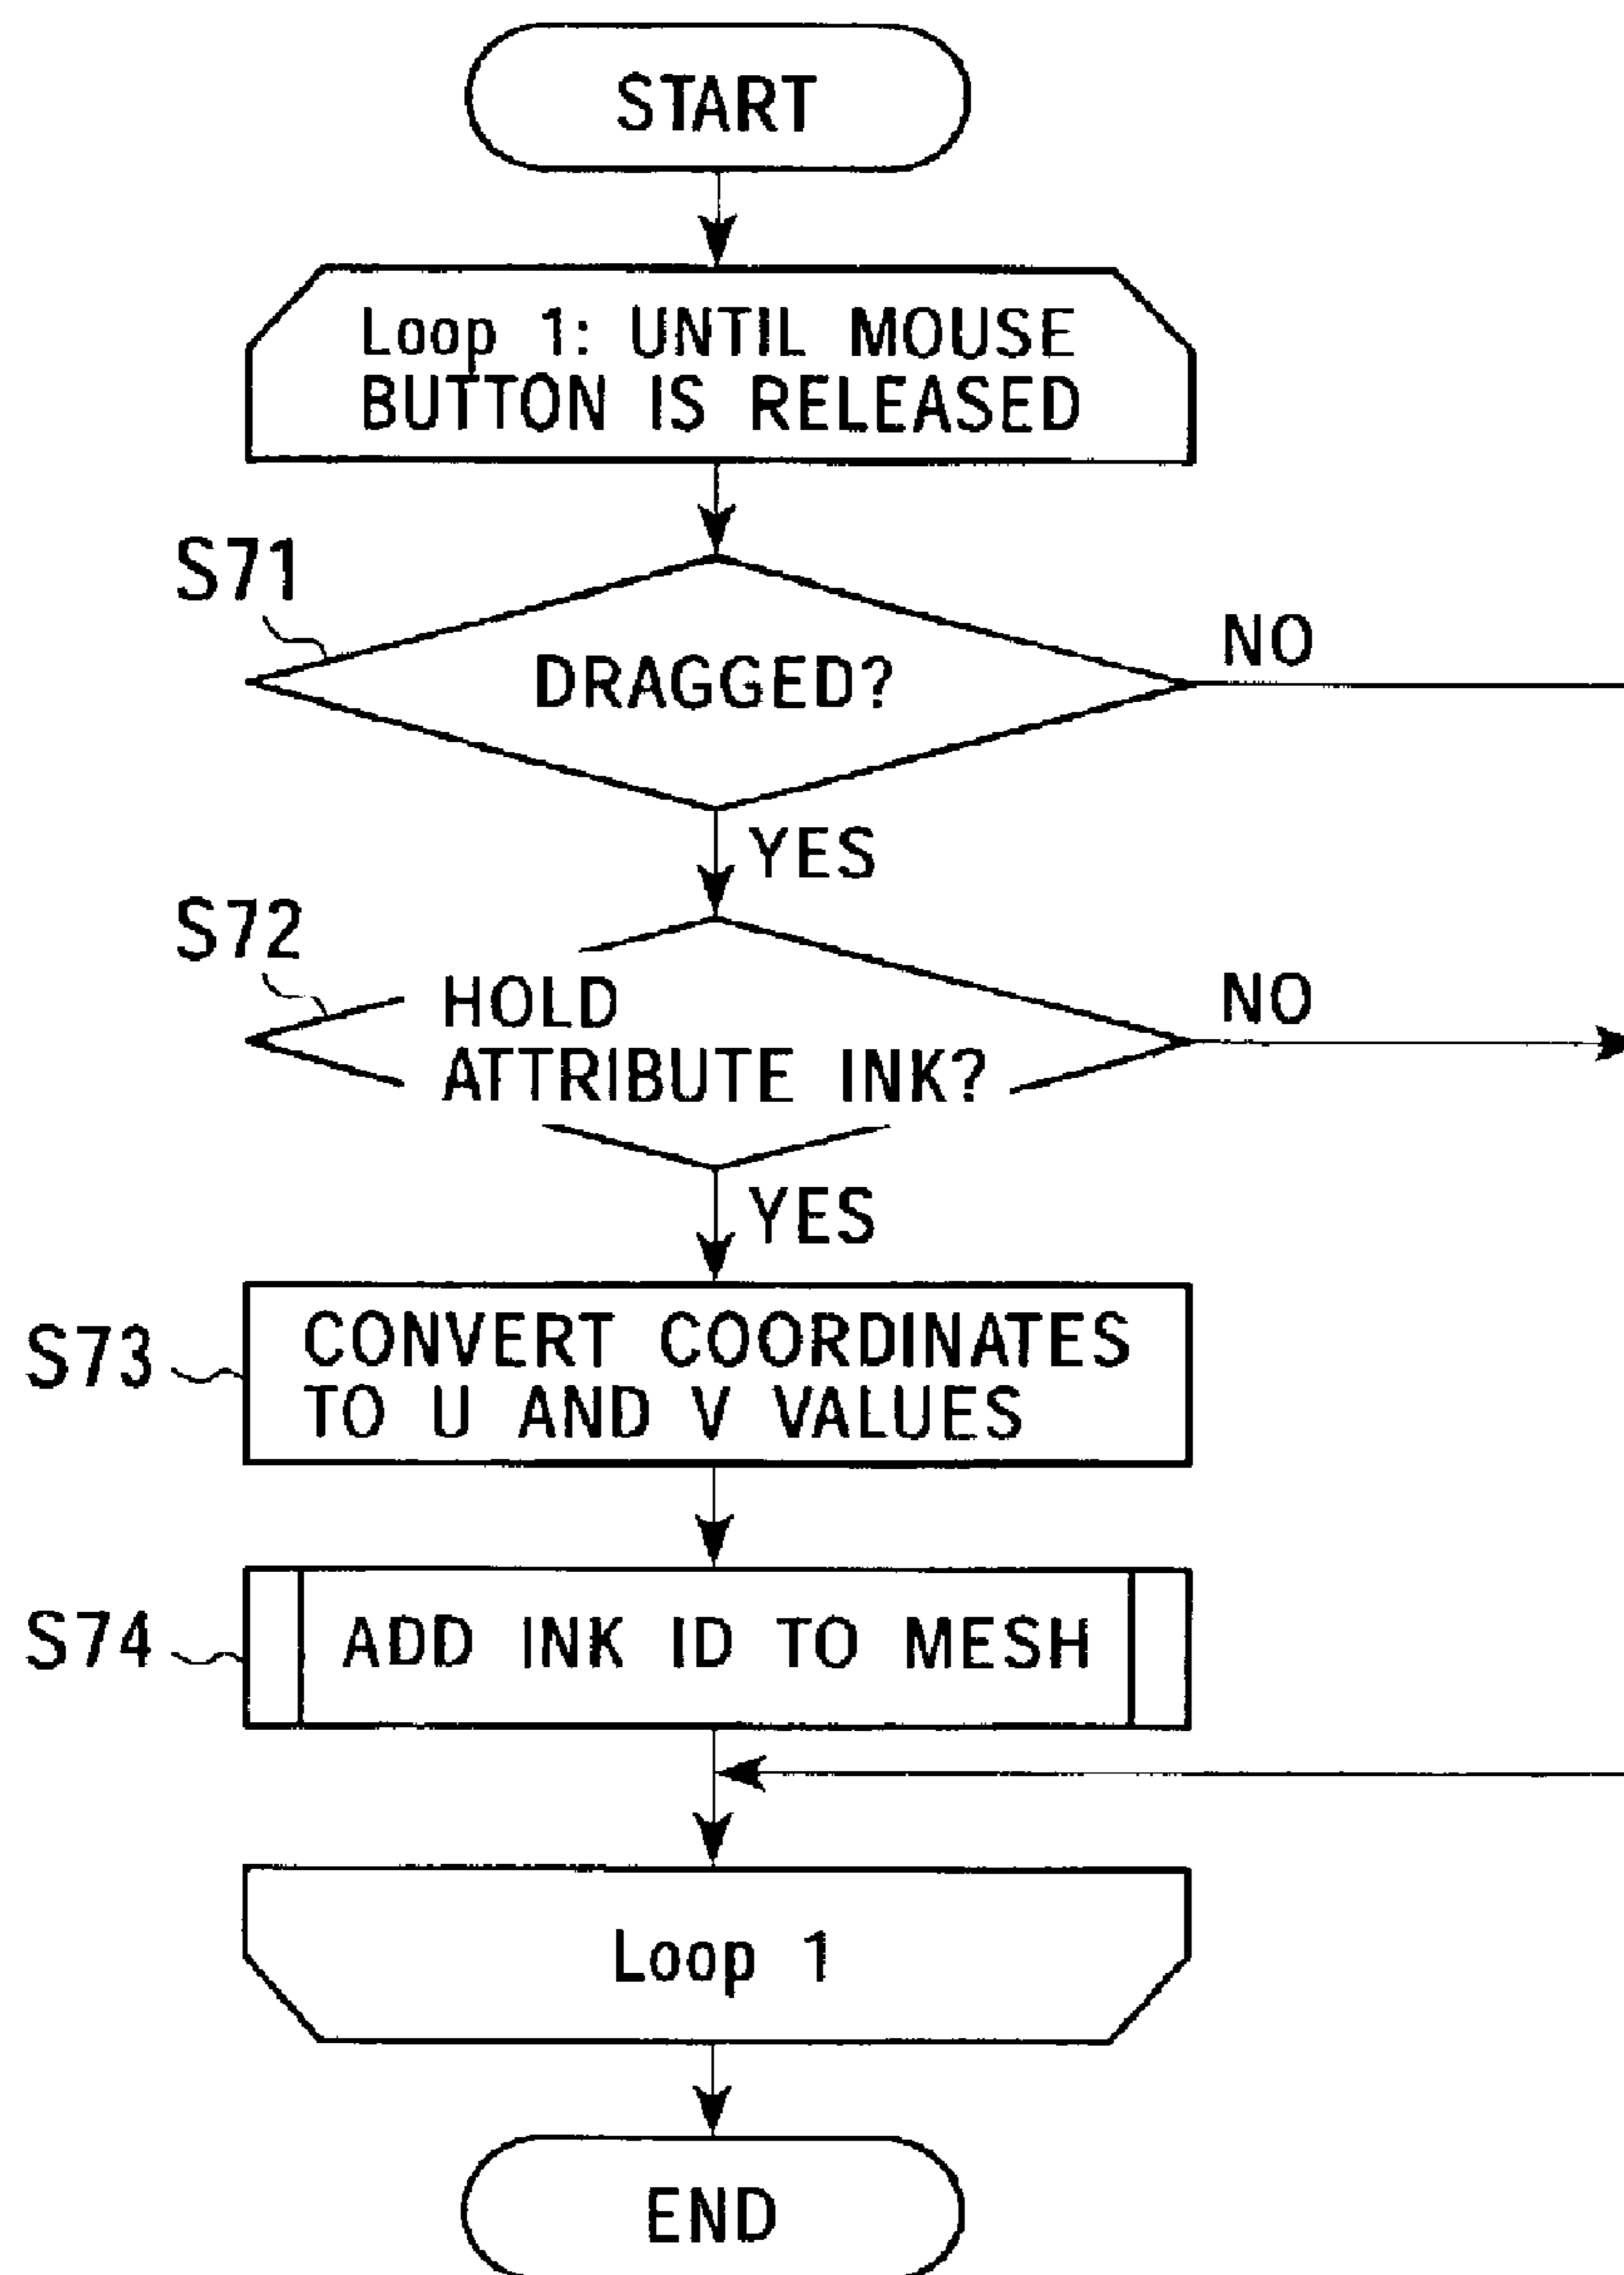 START
Loop 1: UNTIL MOUSE
BUTTON IS RELEASED
S71
DRAGGED?
NO
YES
S72
HOLD
ATTRIBUTE INK?
NO
YES
S73
CONVERT COORDINATES
TO U AND V VALUES
S74
ADD INK ID TO MESH
Loop 1
END